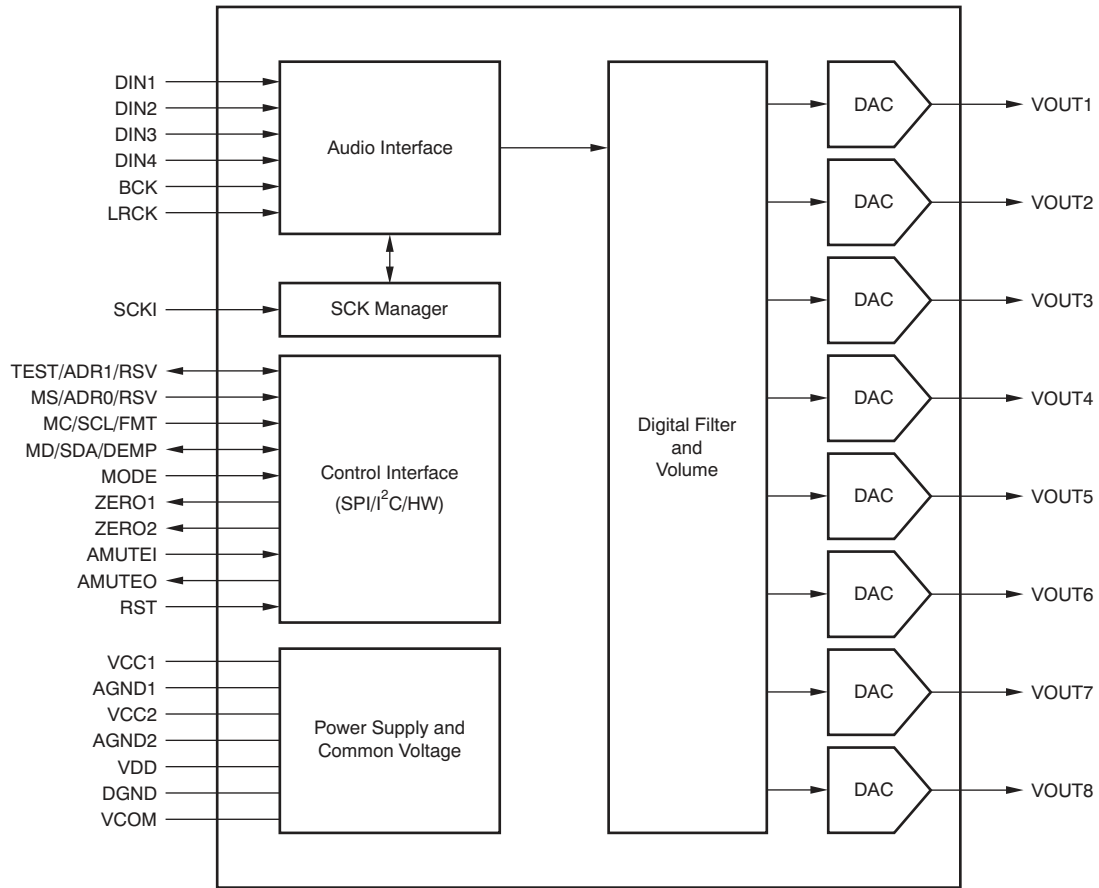 DIN1
DIN2
DIN3
DIN4
BCK
LRCK
Audio Interface
SCKI
SCK Manager
TEST/ADR1/RSV
MS/ADR0/RSV
MC/SCL/FMT
MD/SDA/DEMP
MODE
ZERO1
ZERO2
AMUTEI
AMUTEO
RST
Control Interface
(SPI/I²C/HW)
VCC1
AGND1
VCC2
AGND2
VDD
DGND
VCOM
Power Supply and
Common Voltage
Digital Filter
and
Volume
DAC
VOUT1
DAC
VOUT2
DAC
VOUT3
DAC
VOUT4
DAC
VOUT5
DAC
VOUT6
DAC
VOUT7
DAC
VOUT8